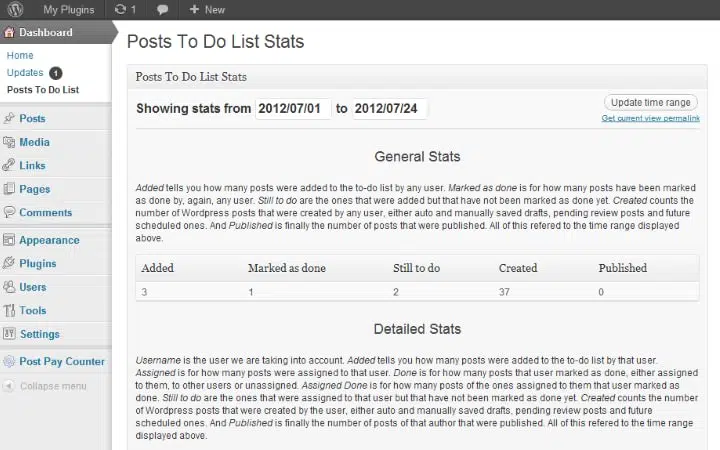 My Plugins 1 New
Dashboard
Home
Updates 1
Posts To Do List
Posts
Media
Links
Pages
Comments
Appearance
Plugins
Users
Tools
Settings
Post Pay Counter
Collapse menu
Posts To Do List Stats
Posts To Do List Stats
Showing stats from 2012/07/01 to 2012/07/24
Update time range
Get current view permalink
General Stats
Added tells you how many posts were added to the to-do list by any user. Marked as done is for how many posts have been marked
as done by, again, any user. Still to do are the ones that were added but that have not been marked as done yet. Created counts the
number of Wordpress posts that were created by any user, either auto and manually saved drafts, pending review posts and future
scheduled ones. And Published is finally the number of posts that were published. All of this refered to the time range displayed
above.
Added Marked as done Still to do Created Published
3 1 2 37 0
Detailed Stats
Username is the user we are taking into account. Added tells you how many posts were added to the to-do list by that user.
Assigned is for how many posts were assigned to that user. Done is for how many posts that user marked as done, either assigned
to them, to other users or unassigned. Assigned Done is for how many posts of the ones assigned to them that user marked as
done. Still to do are the ones that were assigned to that user but that have not been marked as done yet. Created counts the
number of Wordpress posts that were created by the user, either auto and manually saved drafts, pending review posts and future
scheduled ones. And Published is finally the number of posts of that author that were published. All of this refered to the time range
displayed above.